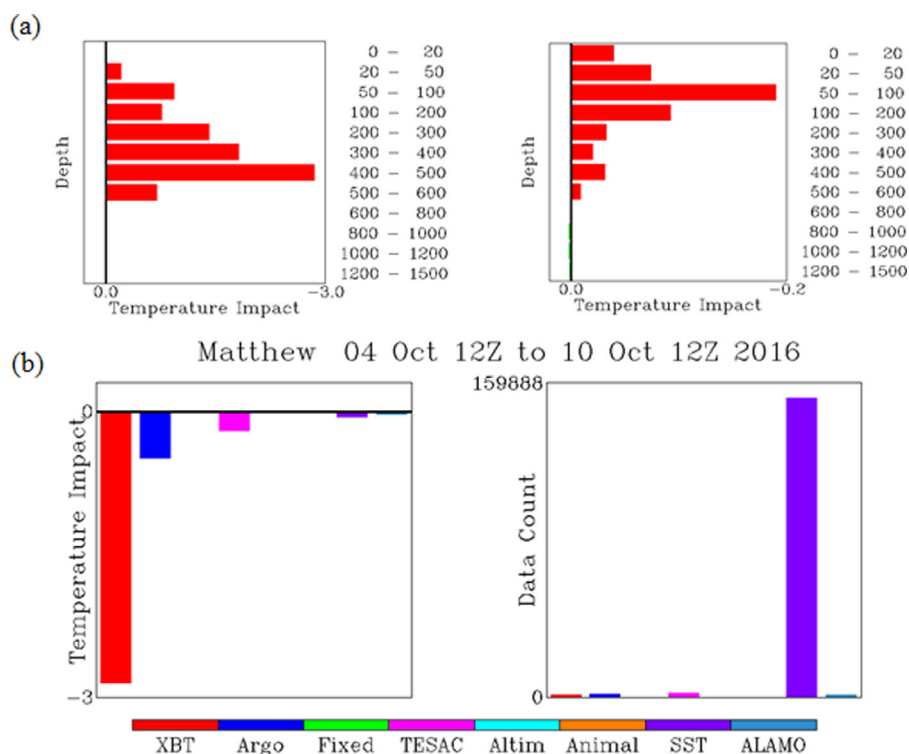 (a)
Depth
0 – 20
20 – 50
50 – 100
100 – 200
200 – 300
300 – 400
400 – 500
500 – 600
600 – 800
800 – 1000
1000 – 1200
1200 – 1500
0.0
-3.0
Temperature Impact
Depth
0 – 20
20 – 50
50 – 100
100 – 200
200 – 300
300 – 400
400 – 500
500 – 600
600 – 800
800 – 1000
1000 – 1200
1200 – 1500
0.0
-0.2
Temperature Impact
(b)
Matthew 04 Oct 12Z to 10 Oct 12Z 2016
0
Temperature Impact
-3
159888
Data Count
0
XBT Argo Fixed TESAC Altim Animal SST ALAMO